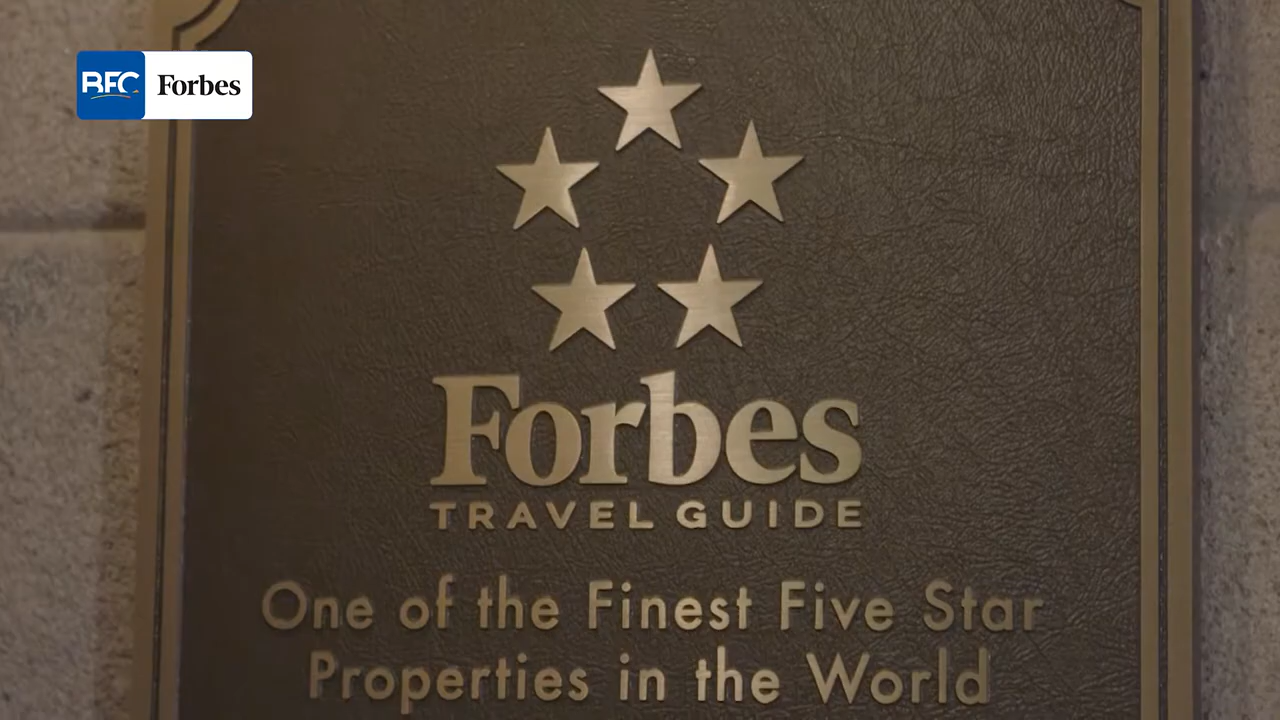 BFC Forbes
Forbes
TRAVEL GUIDE
One of the Finest Five Star
Properties in the World